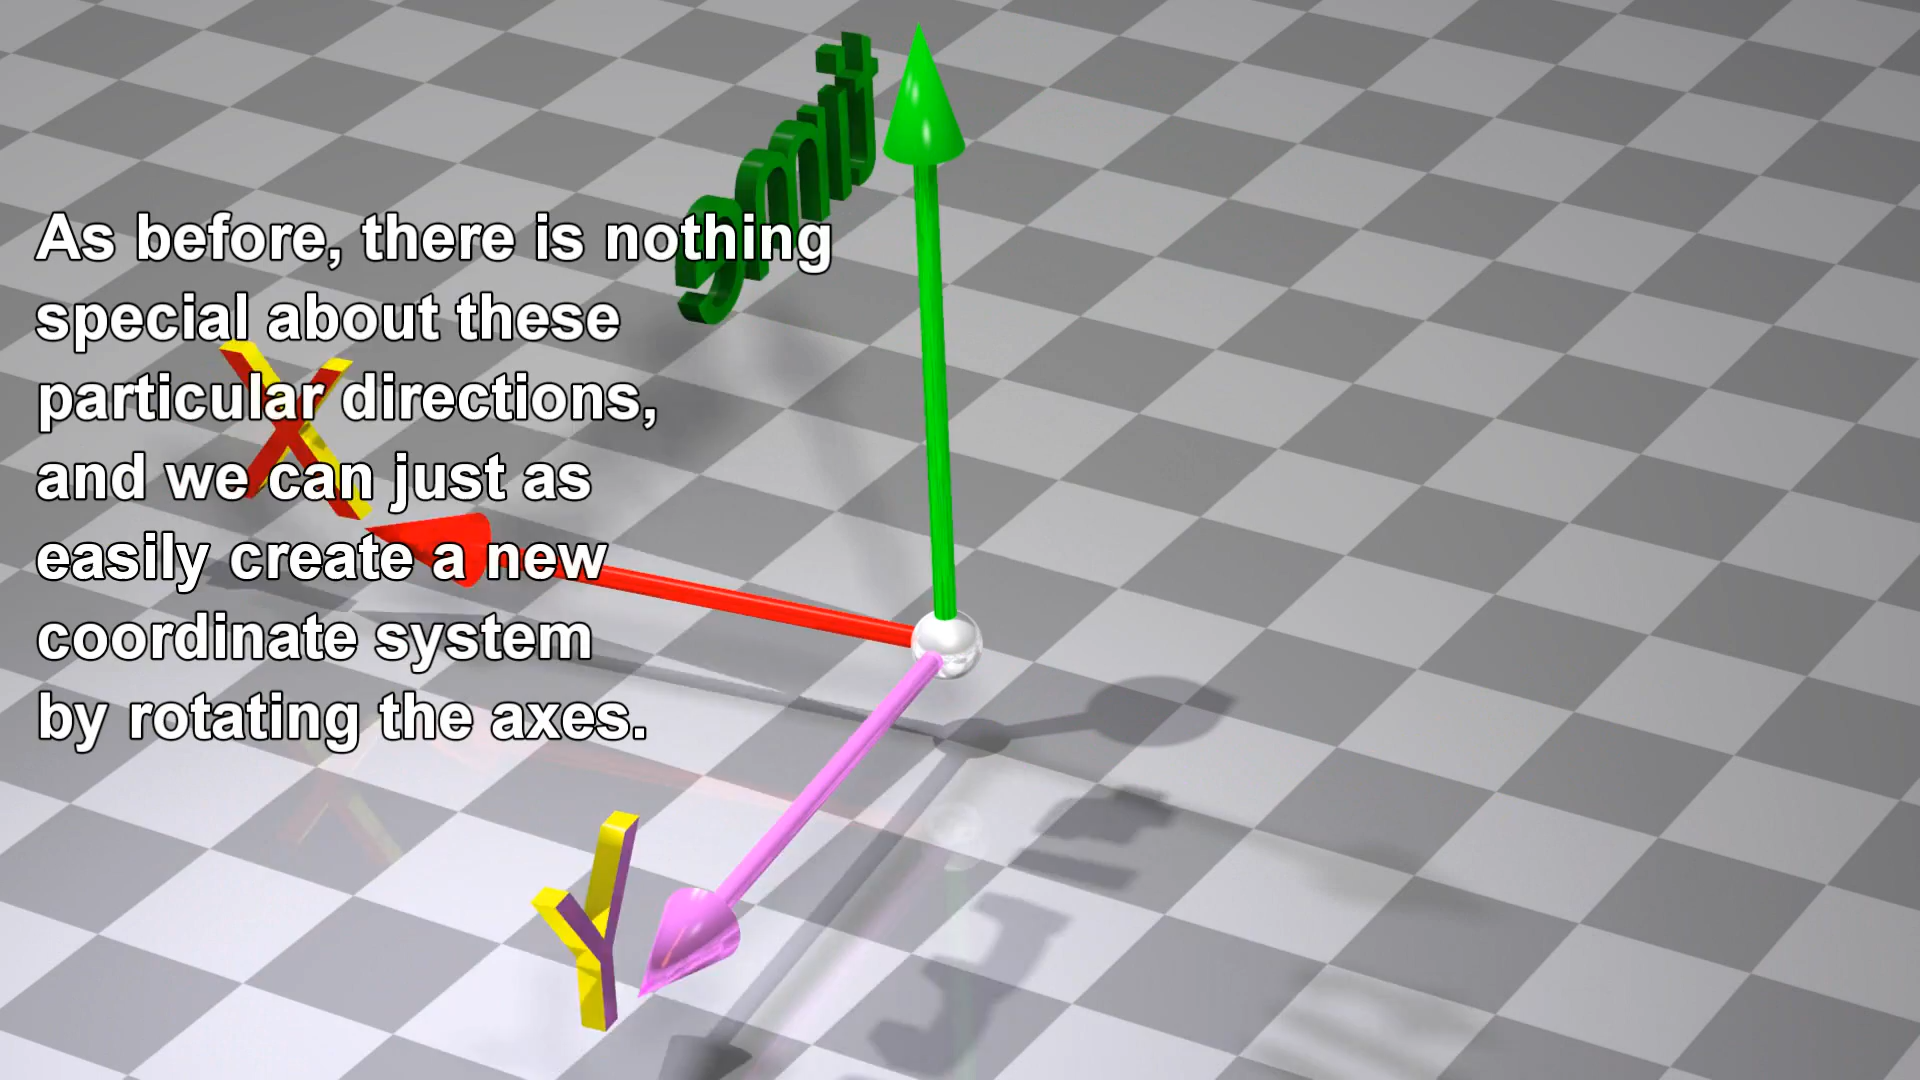 time
As before, there is nothing
special about these
particular directions,
and we can just as
easily create a new
coordinate system
by rotating the axes.
X
Y